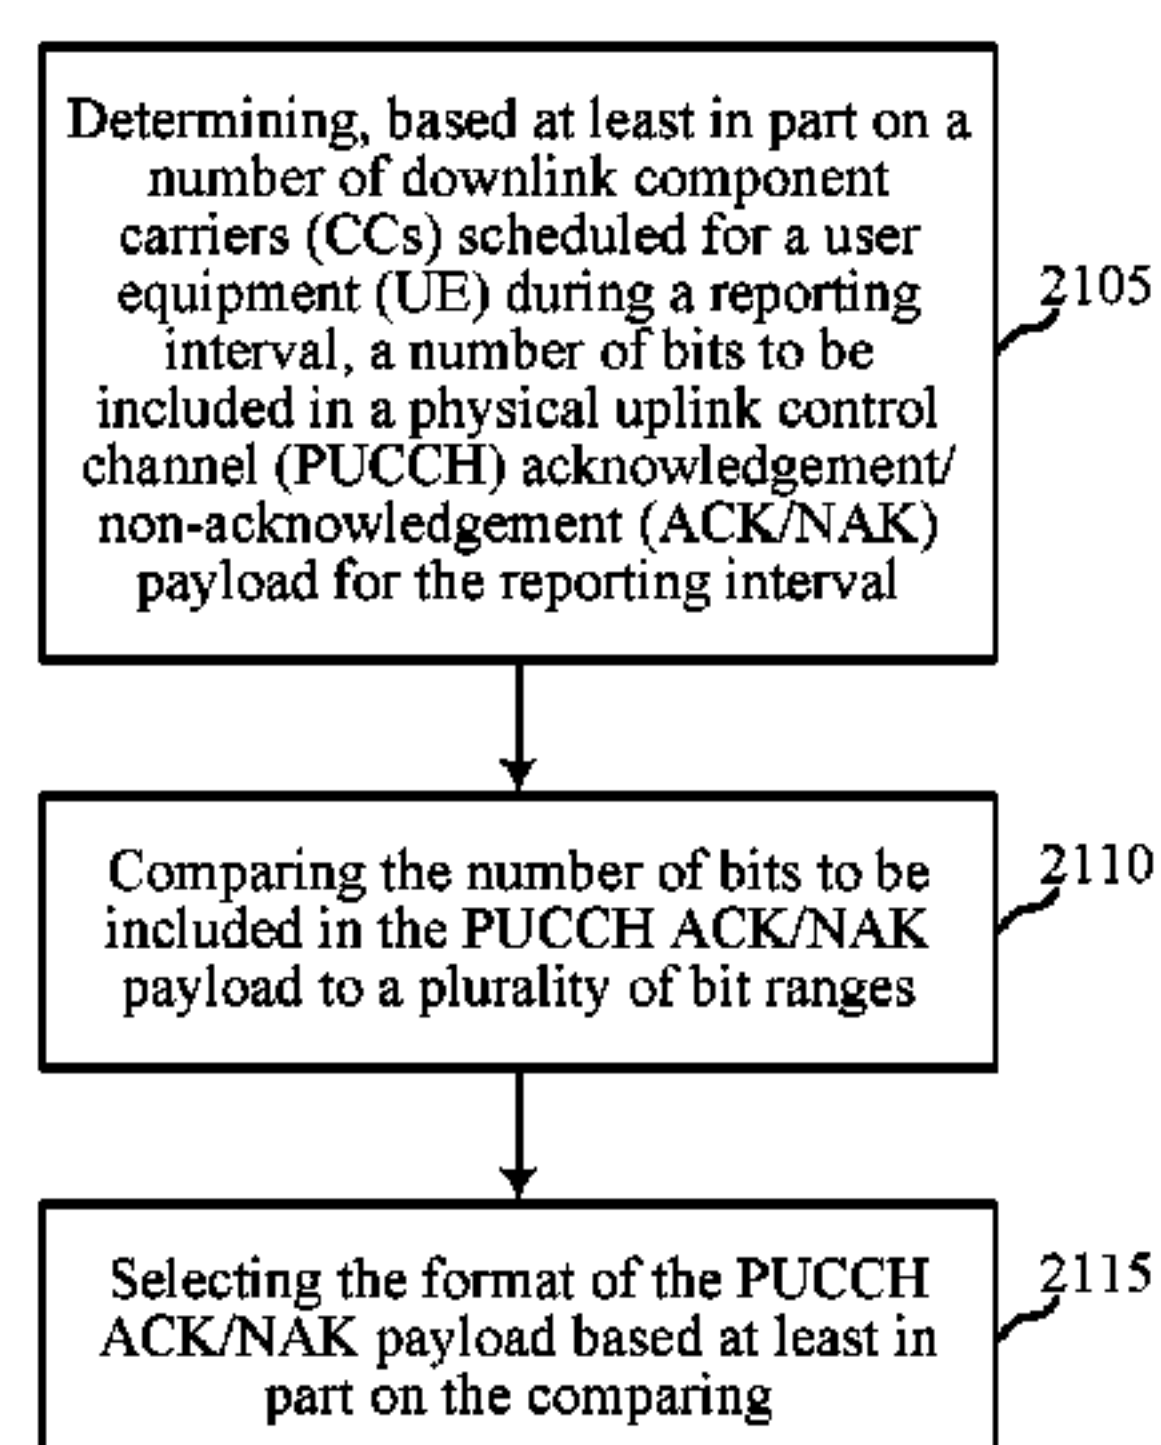 Determining, based at least in part on a
number of downlink component
carriers (CCs) scheduled for a user
equipment (UE) during a reporting
interval, a number of bits to be
included in a physical uplink control
channel (PUCCH) acknowledgement/
non-acknowledgement (ACK/NAK)
payload for the reporting interval
2105
Comparing the number of bits to be
included in the PUCCH ACK/NAK
payload to a plurality of bit ranges
2110
Selecting the format of the PUCCH
ACK/NAK payload based at least in
part on the comparing
2115